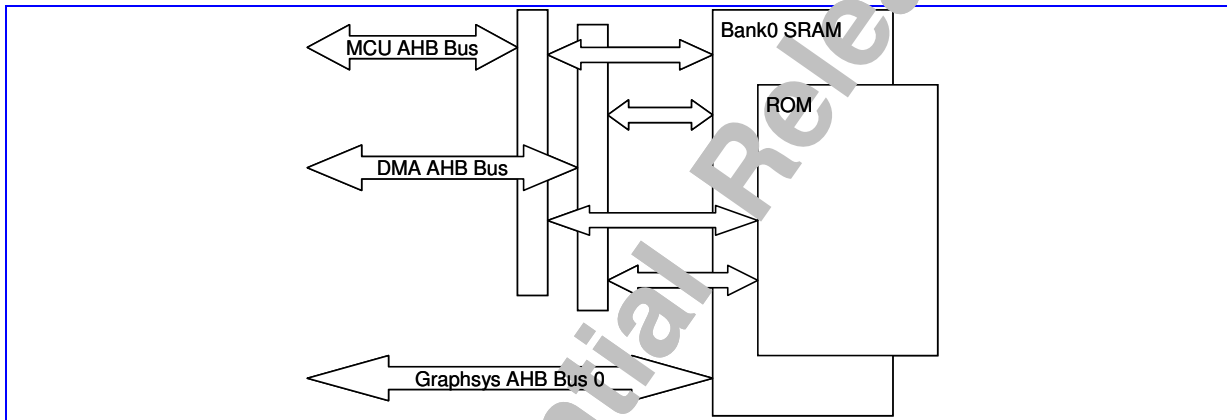 MCU AHB Bus
Bank0 SRAM
ROM
DMA AHB Bus
Graphsys AHB Bus 0